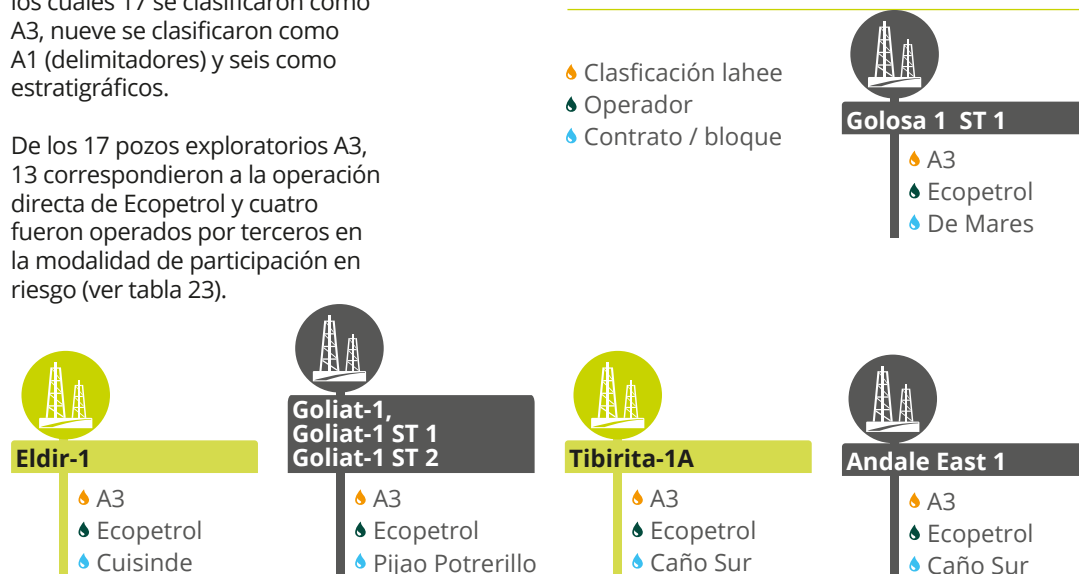 los cuales 17 se clasificaron como
A3, nueve se clasificaron como
A1 (delimitadores) y seis como
estratigráficos.
De los 17 pozos exploratorios A3,
13 correspondieron a la operación
directa de Ecopetrol y cuatro
fueron operados por terceros en
la modalidad de participación en
riesgo (ver tabla 23).
Clasficación lahee
Operador
Contrato / bloque
Golosa 1 ST 1
A3
Ecopetrol
De Mares
Eldir-1
A3
Ecopetrol
Cuisinde
Goliat-1,
Goliat-1 ST 1
Goliat-1 ST 2
A3
Ecopetrol
Pijao Potrerillo
Tibirita-1A
A3
Ecopetrol
Caño Sur
Andale East 1
A3
Ecopetrol
Caño Sur